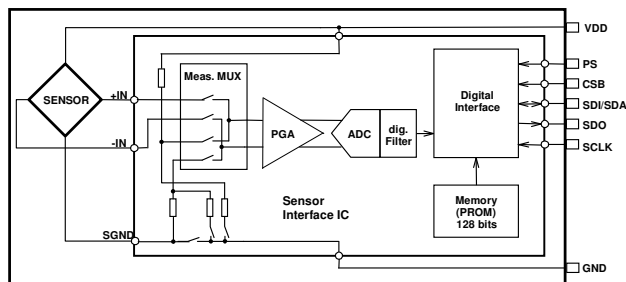 VDD
PS
Meas. MUX
CSB
SENSOR
+IN
Digital
Interface
SDI/SDA
PGA
ADC
dig.
Filter
SDO
-IN
SCLK
Sensor
Interface IC
Memory
(PROM)
128 bits
SGND
GND